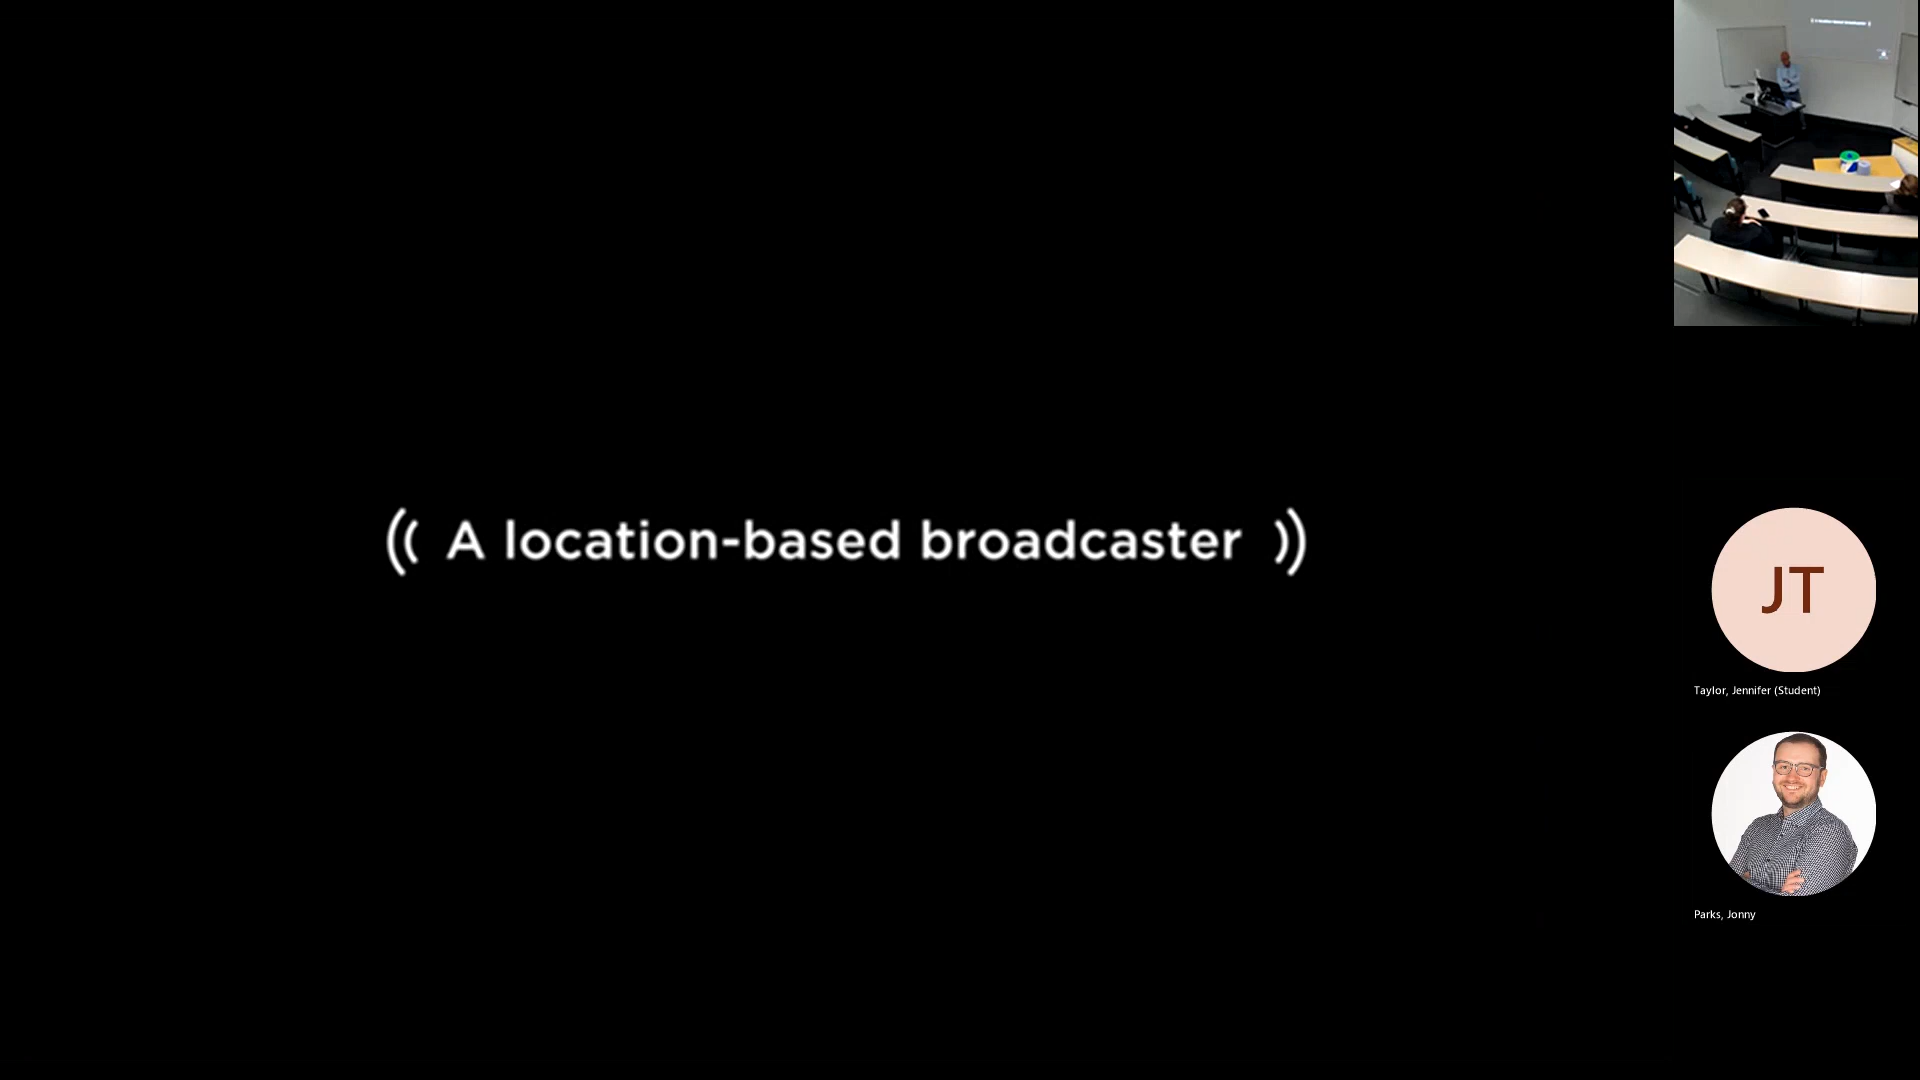 (( A location-based broadcaster ))
JT
Taylor, Jennifer (Student)
Parks, Jonny